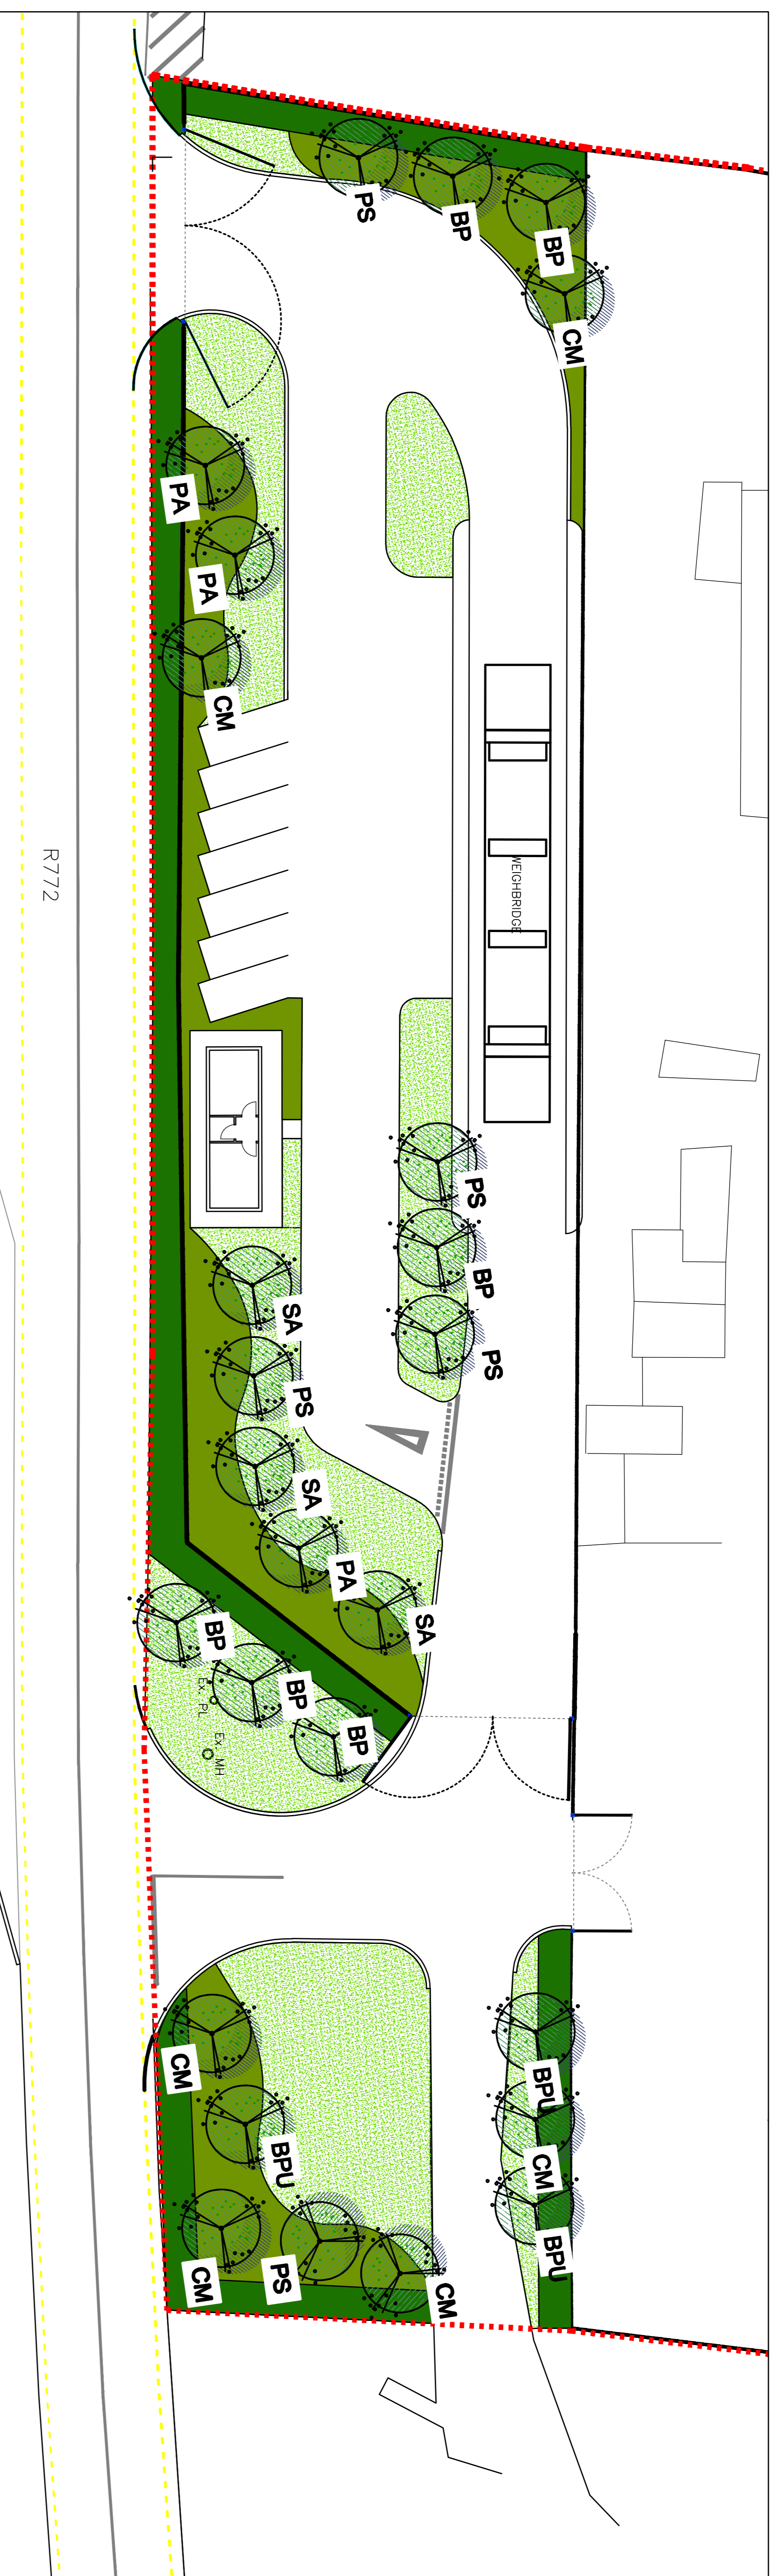 PS
BP
BP
CM
PA
PA
CM
R772
WEIGHBRIDGE
PS
BP
PS
SA
PS
SA
PA
SA
BP
BP
BP
Ex. PL
Ex. MH
CM
BPU
CM
PS
CM
BPU
CM
BPU